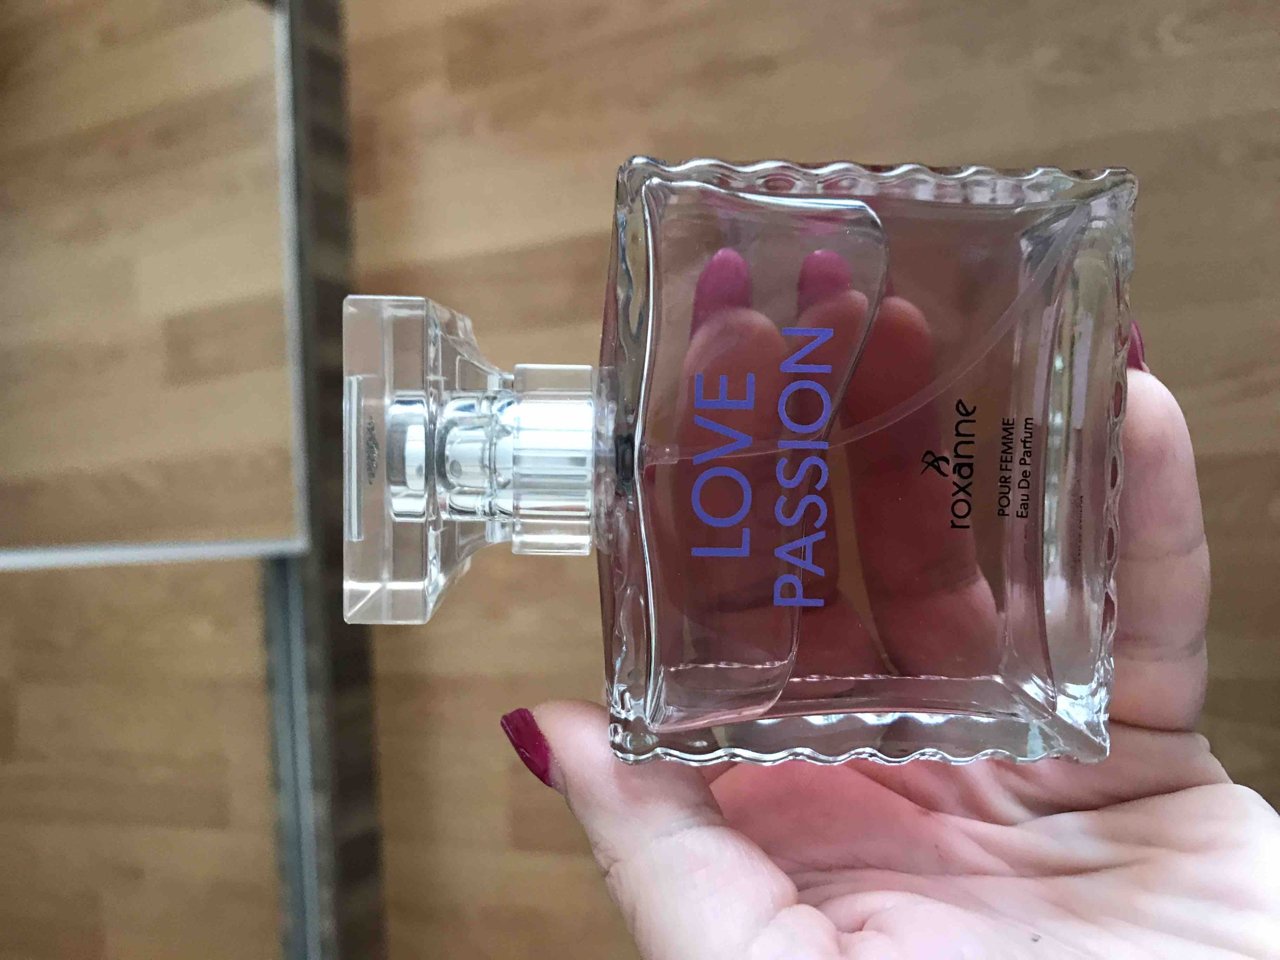 LOVE
PASSION
roxanne
POUR FEMME
Eau De Parfum